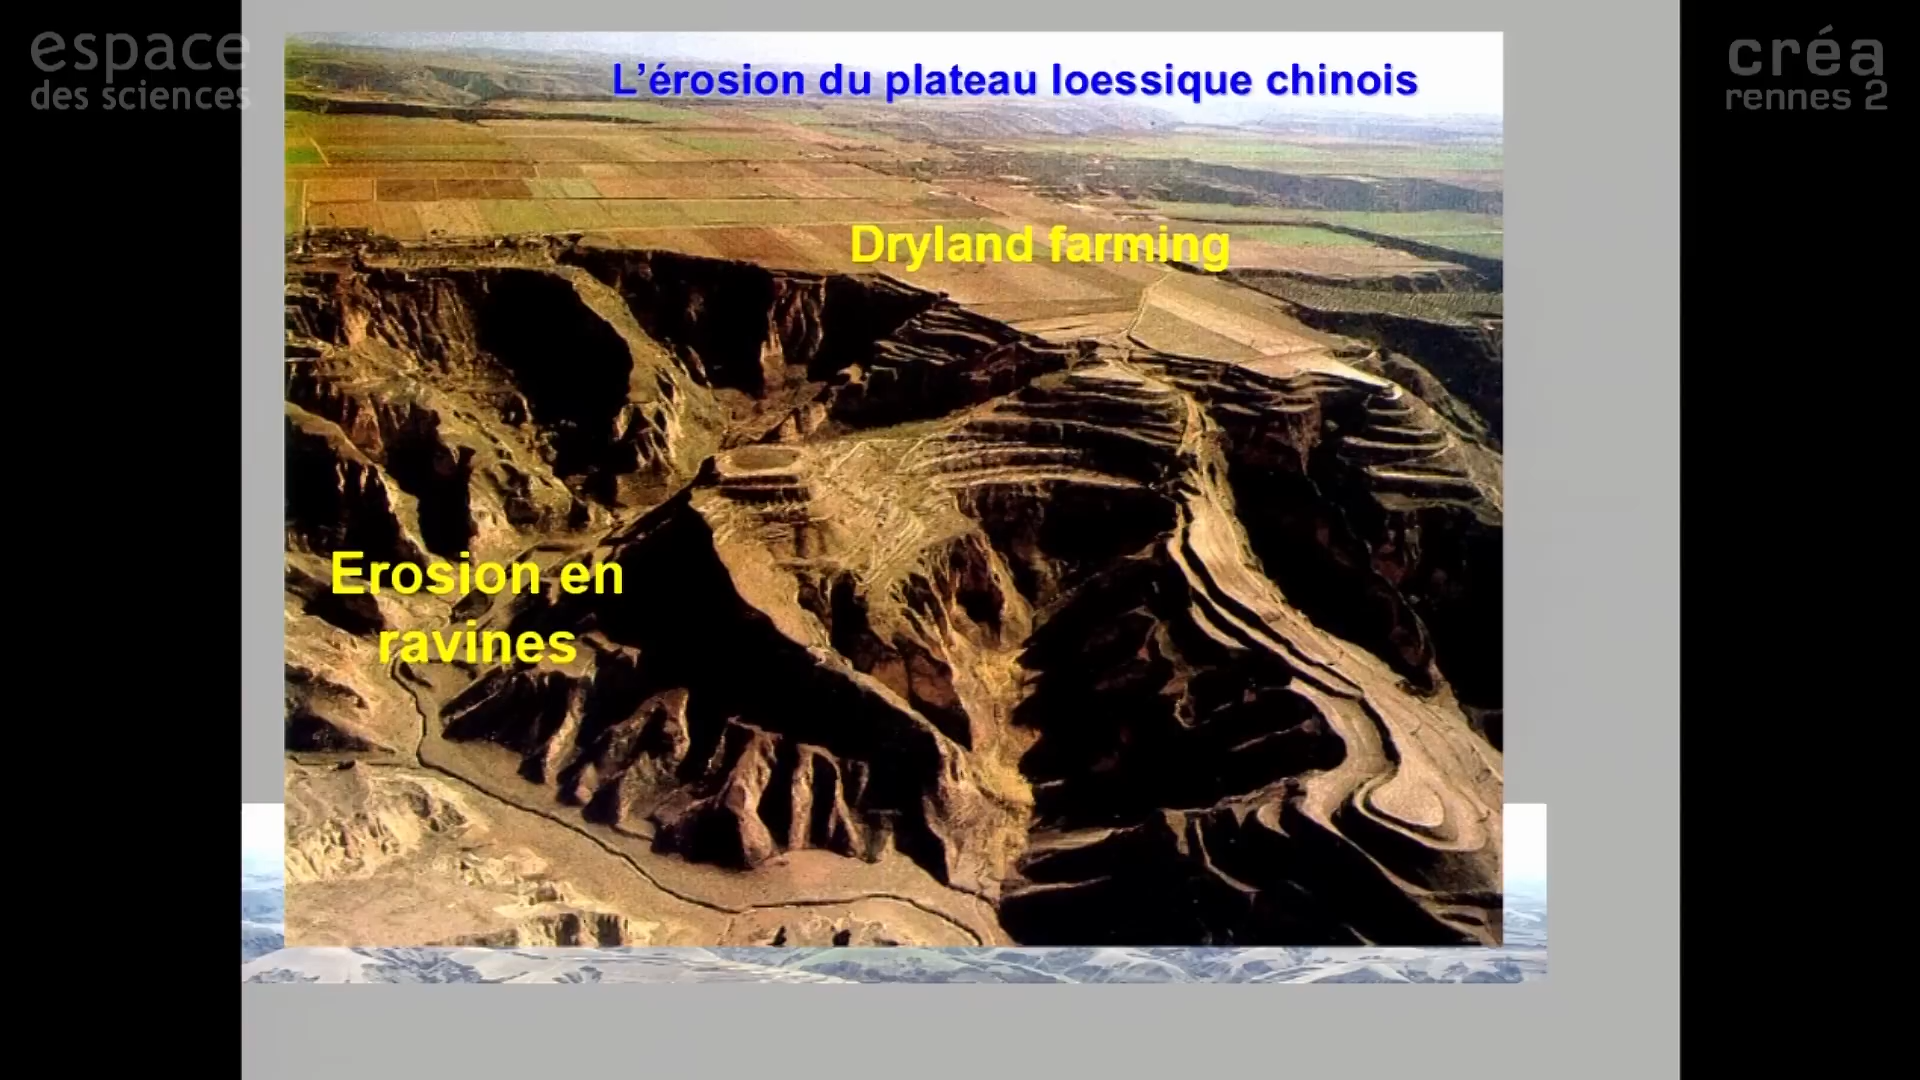 espace
des sciences
créa
rennes 2
L'érosion du plateau loessique chinois
Dryland farming
Erosion en
ravines